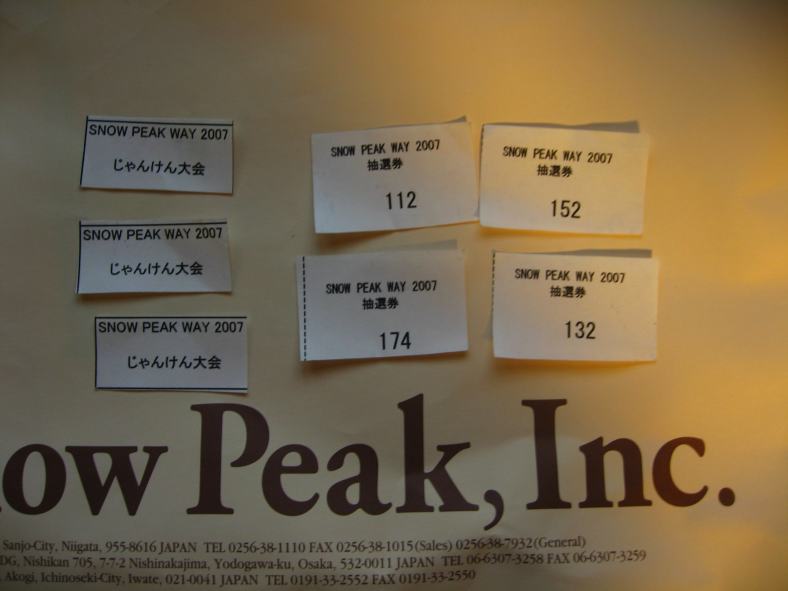 SNOW PEAK WAY 2007
じゃんけん大会
SNOW PEAK WAY 2007
じゃんけん大会
SNOW PEAK WAY 2007
じゃんけん大会
SNOW PEAK WAY 2007
抽選券
112
SNOW PEAK WAY 2007
抽選券
152
SNOW PEAK WAY 2007
抽選券
174
SNOW PEAK WAY 2007
抽選券
132
ow Peak, Inc.
Sanjo-City, Niigata, 955-8616 JAPAN TEL 0256-38-1110 FAX 0256-38-1015(Sales) 0256-38-7932(General)
DG, Nishikan 705, 7-7-2 Nishinakajima, Yodogawa-ku, Osaka, 532-0011 JAPAN TEL 06-6307-3258 FAX 06-6307-3259
, Akogi, Ichinoseki-City, Iwate, 021-0041 JAPAN TEL 0191-33-2552 FAX 0191-33-2550